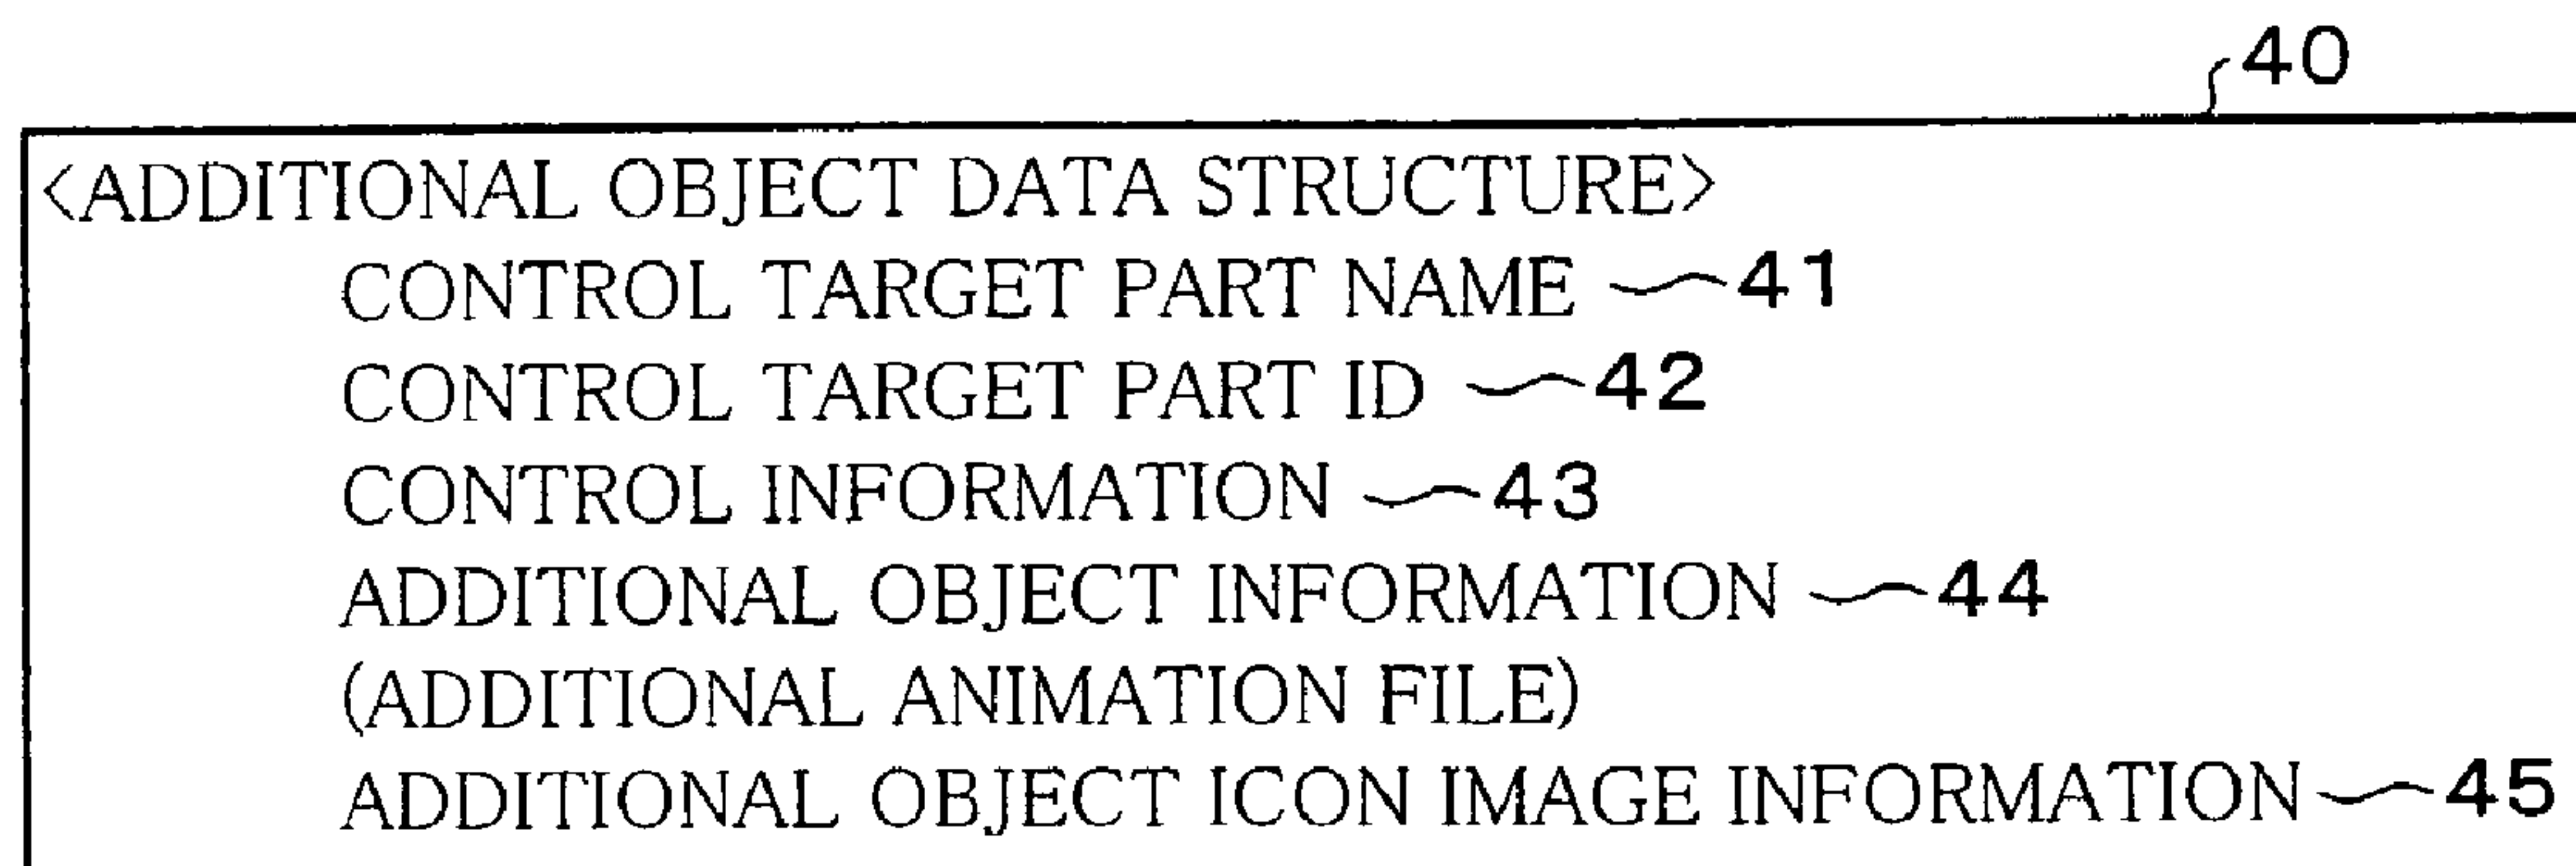 40
<ADDITIONAL OBJECT DATA STRUCTURE>
CONTROL TARGET PART NAME 41
CONTROL TARGET PART ID 42
CONTROL INFORMATION 43
ADDITIONAL OBJECT INFORMATION 44
(ADDITIONAL ANIMATION FILE)
ADDITIONAL OBJECT ICON IMAGE INFORMATION 45